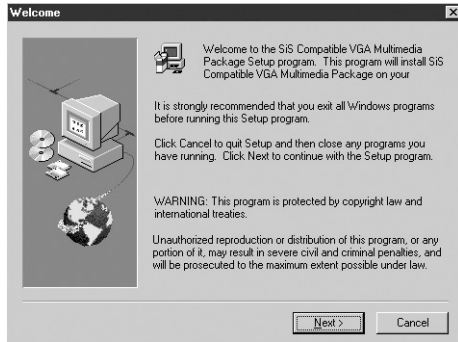 Welcome
Welcome to the SiS Compatible VGA Multimedia
Package Setup program. This program will install SiS
Compatible VGA Multimedia Package on your
It is strongly recommended that you exit all Windows programs
before running this Setup program.
Click Cancel to quit Setup and then close any programs you
have running. Click Next to continue with the Setup program.
WARNING: This program is protected by copyright law and
international treaties.
Unauthorized reproduction or distribution of this program, or any
portion of it, may result in severe civil and criminal penalties, and
will be prosecuted to the maximum extent possible under law.
Next >
Cancel